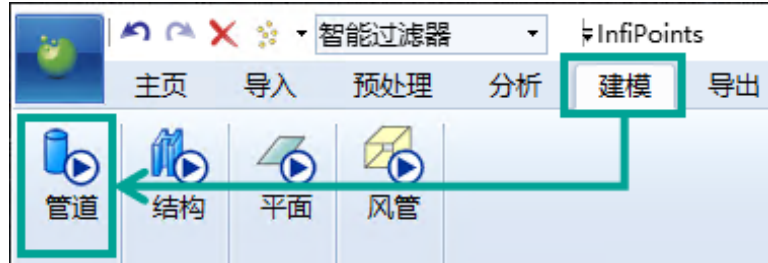 智能过滤器 InfiPoints
主页 导入 预处理 分析 建模 导出
管道 结构 平面 风管